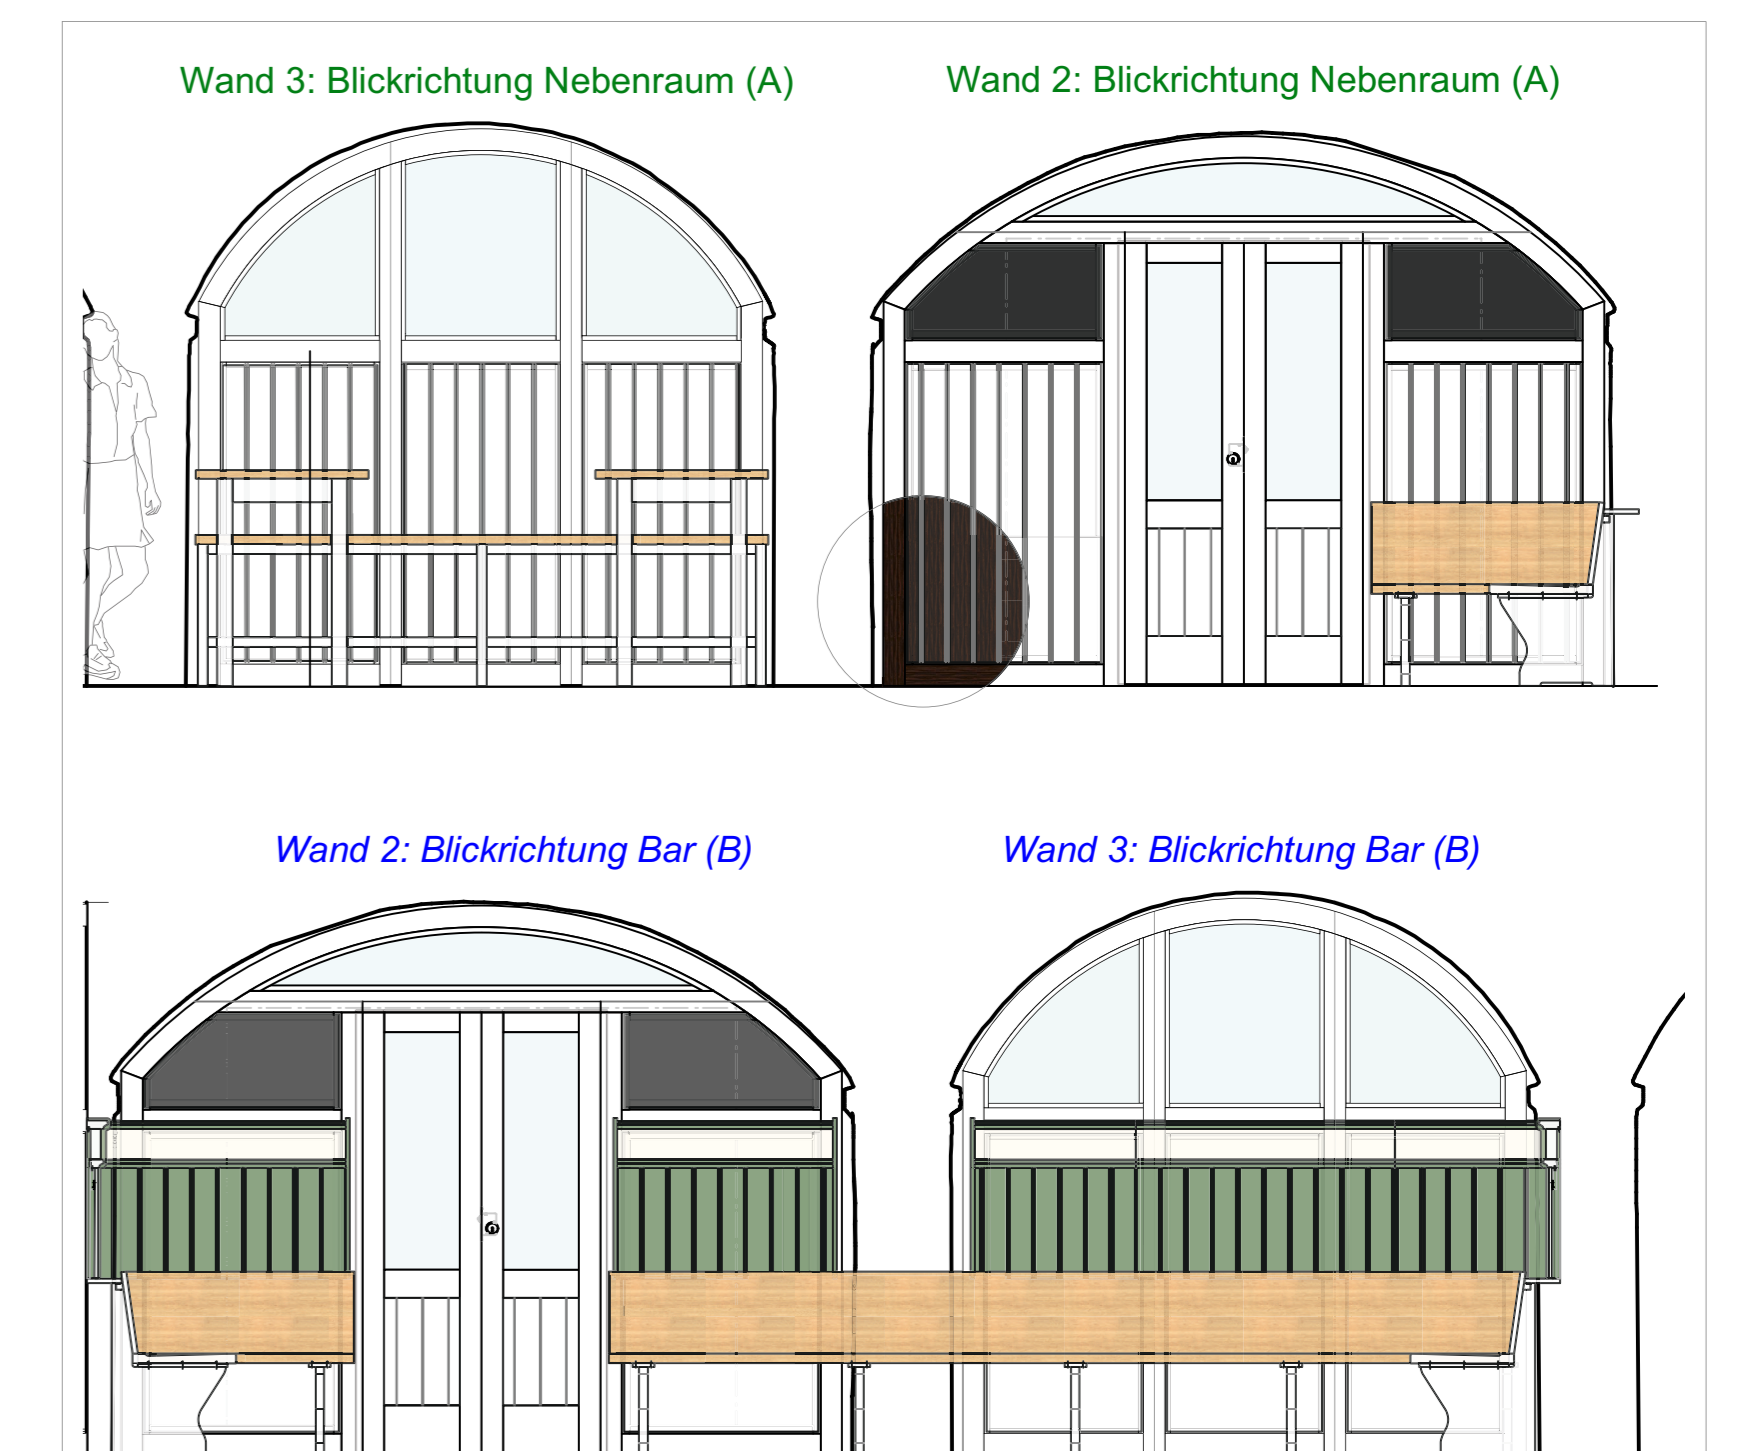 Wand 3: Blickrichtung Nebenraum (A)
Wand 2: Blickrichtung Nebenraum (A)
Wand 2: Blickrichtung Bar (B)
Wand 3: Blickrichtung Bar (B)